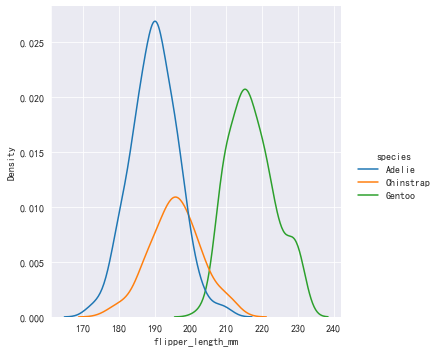 0.025
0.020
0.015
0.010
0.005
0.000
Density
170 180 190 200 210 220 230 240
flipper_length_mm
species
Adelie
Chinstrap
Gentoo